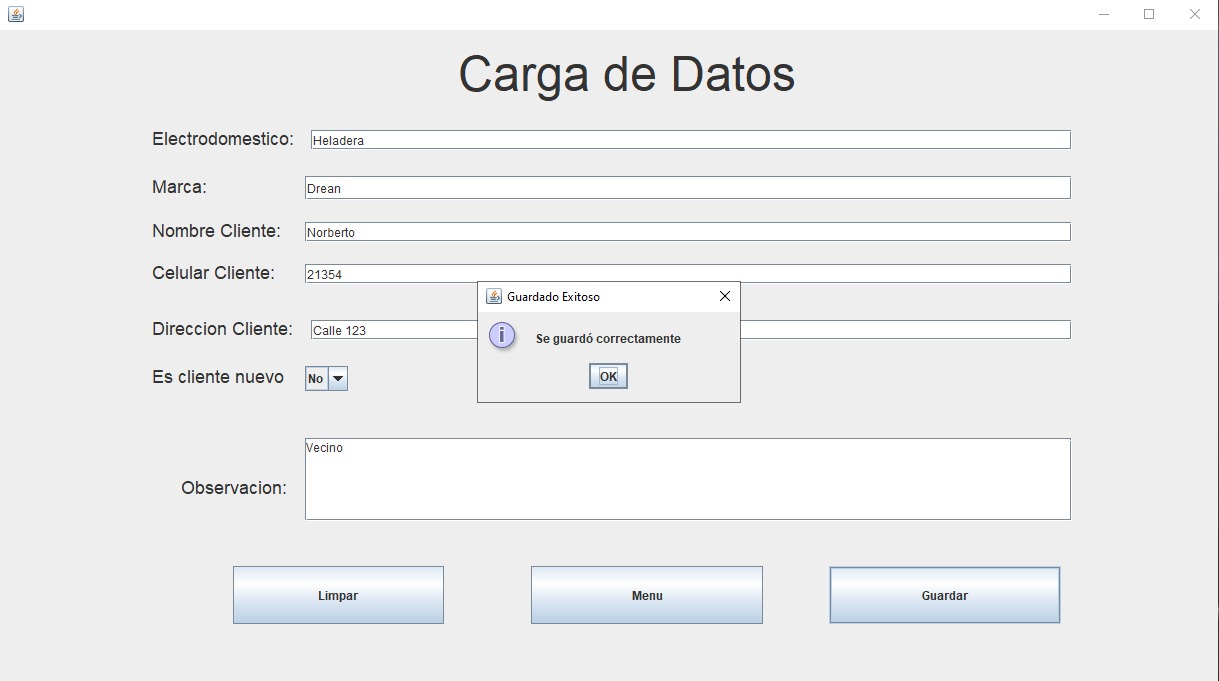 Carga de Datos
Electrodomestico: Heladera
Marca: Drean
Nombre Cliente: Norberto
Celular Cliente: 21354
Guardado Exitoso
Se guardó correctamente
OK
Direccion Cliente: Calle 123
Es cliente nuevo No
Observacion: Vecino
Limpar Menu Guardar